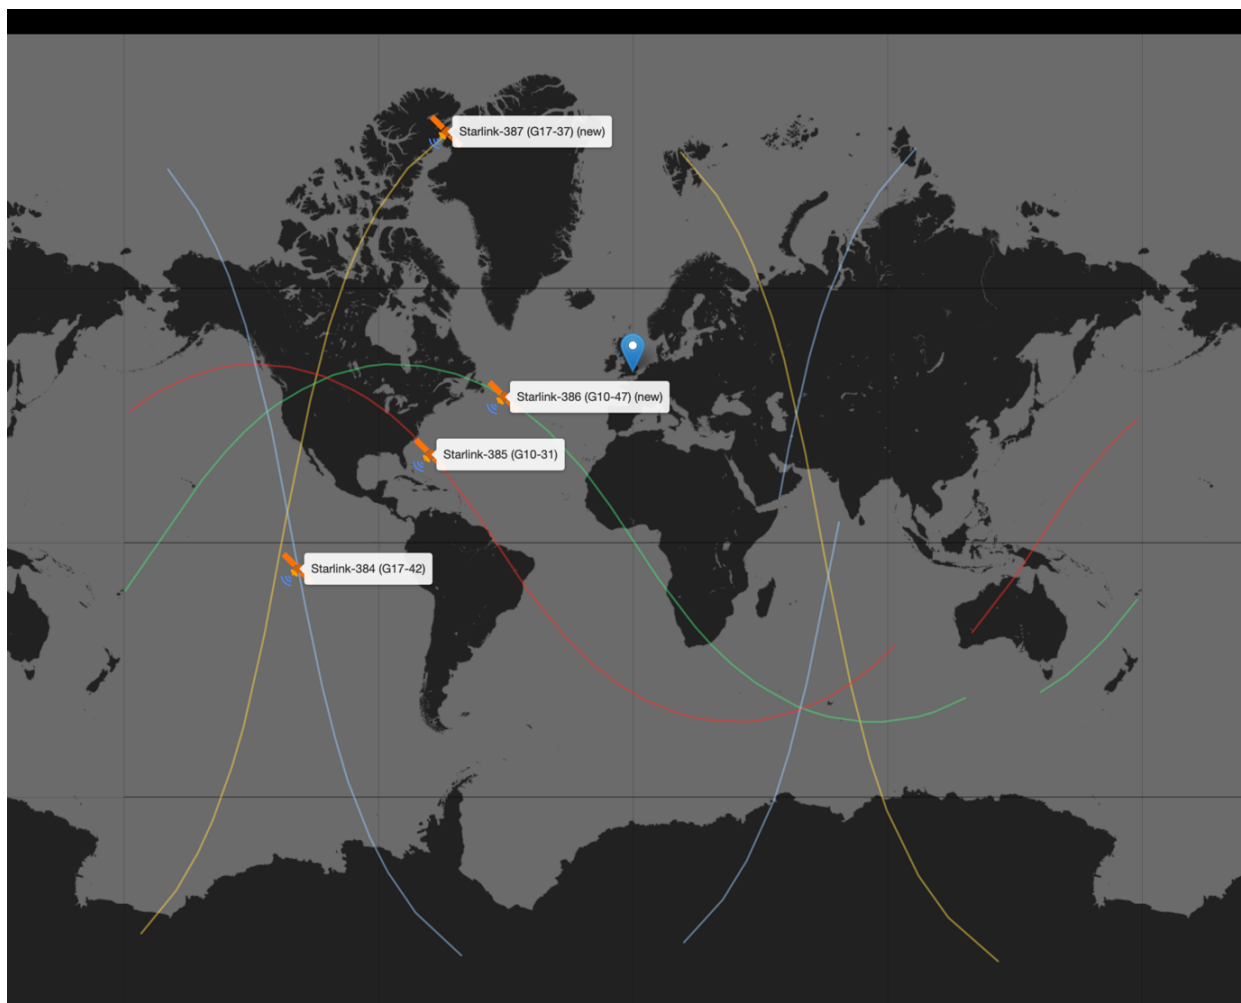 Starlink-387 (G17-37) (new)
Starlink-386 (G10-47) (new)
Starlink-385 (G10-31)
Starlink-384 (G17-42)